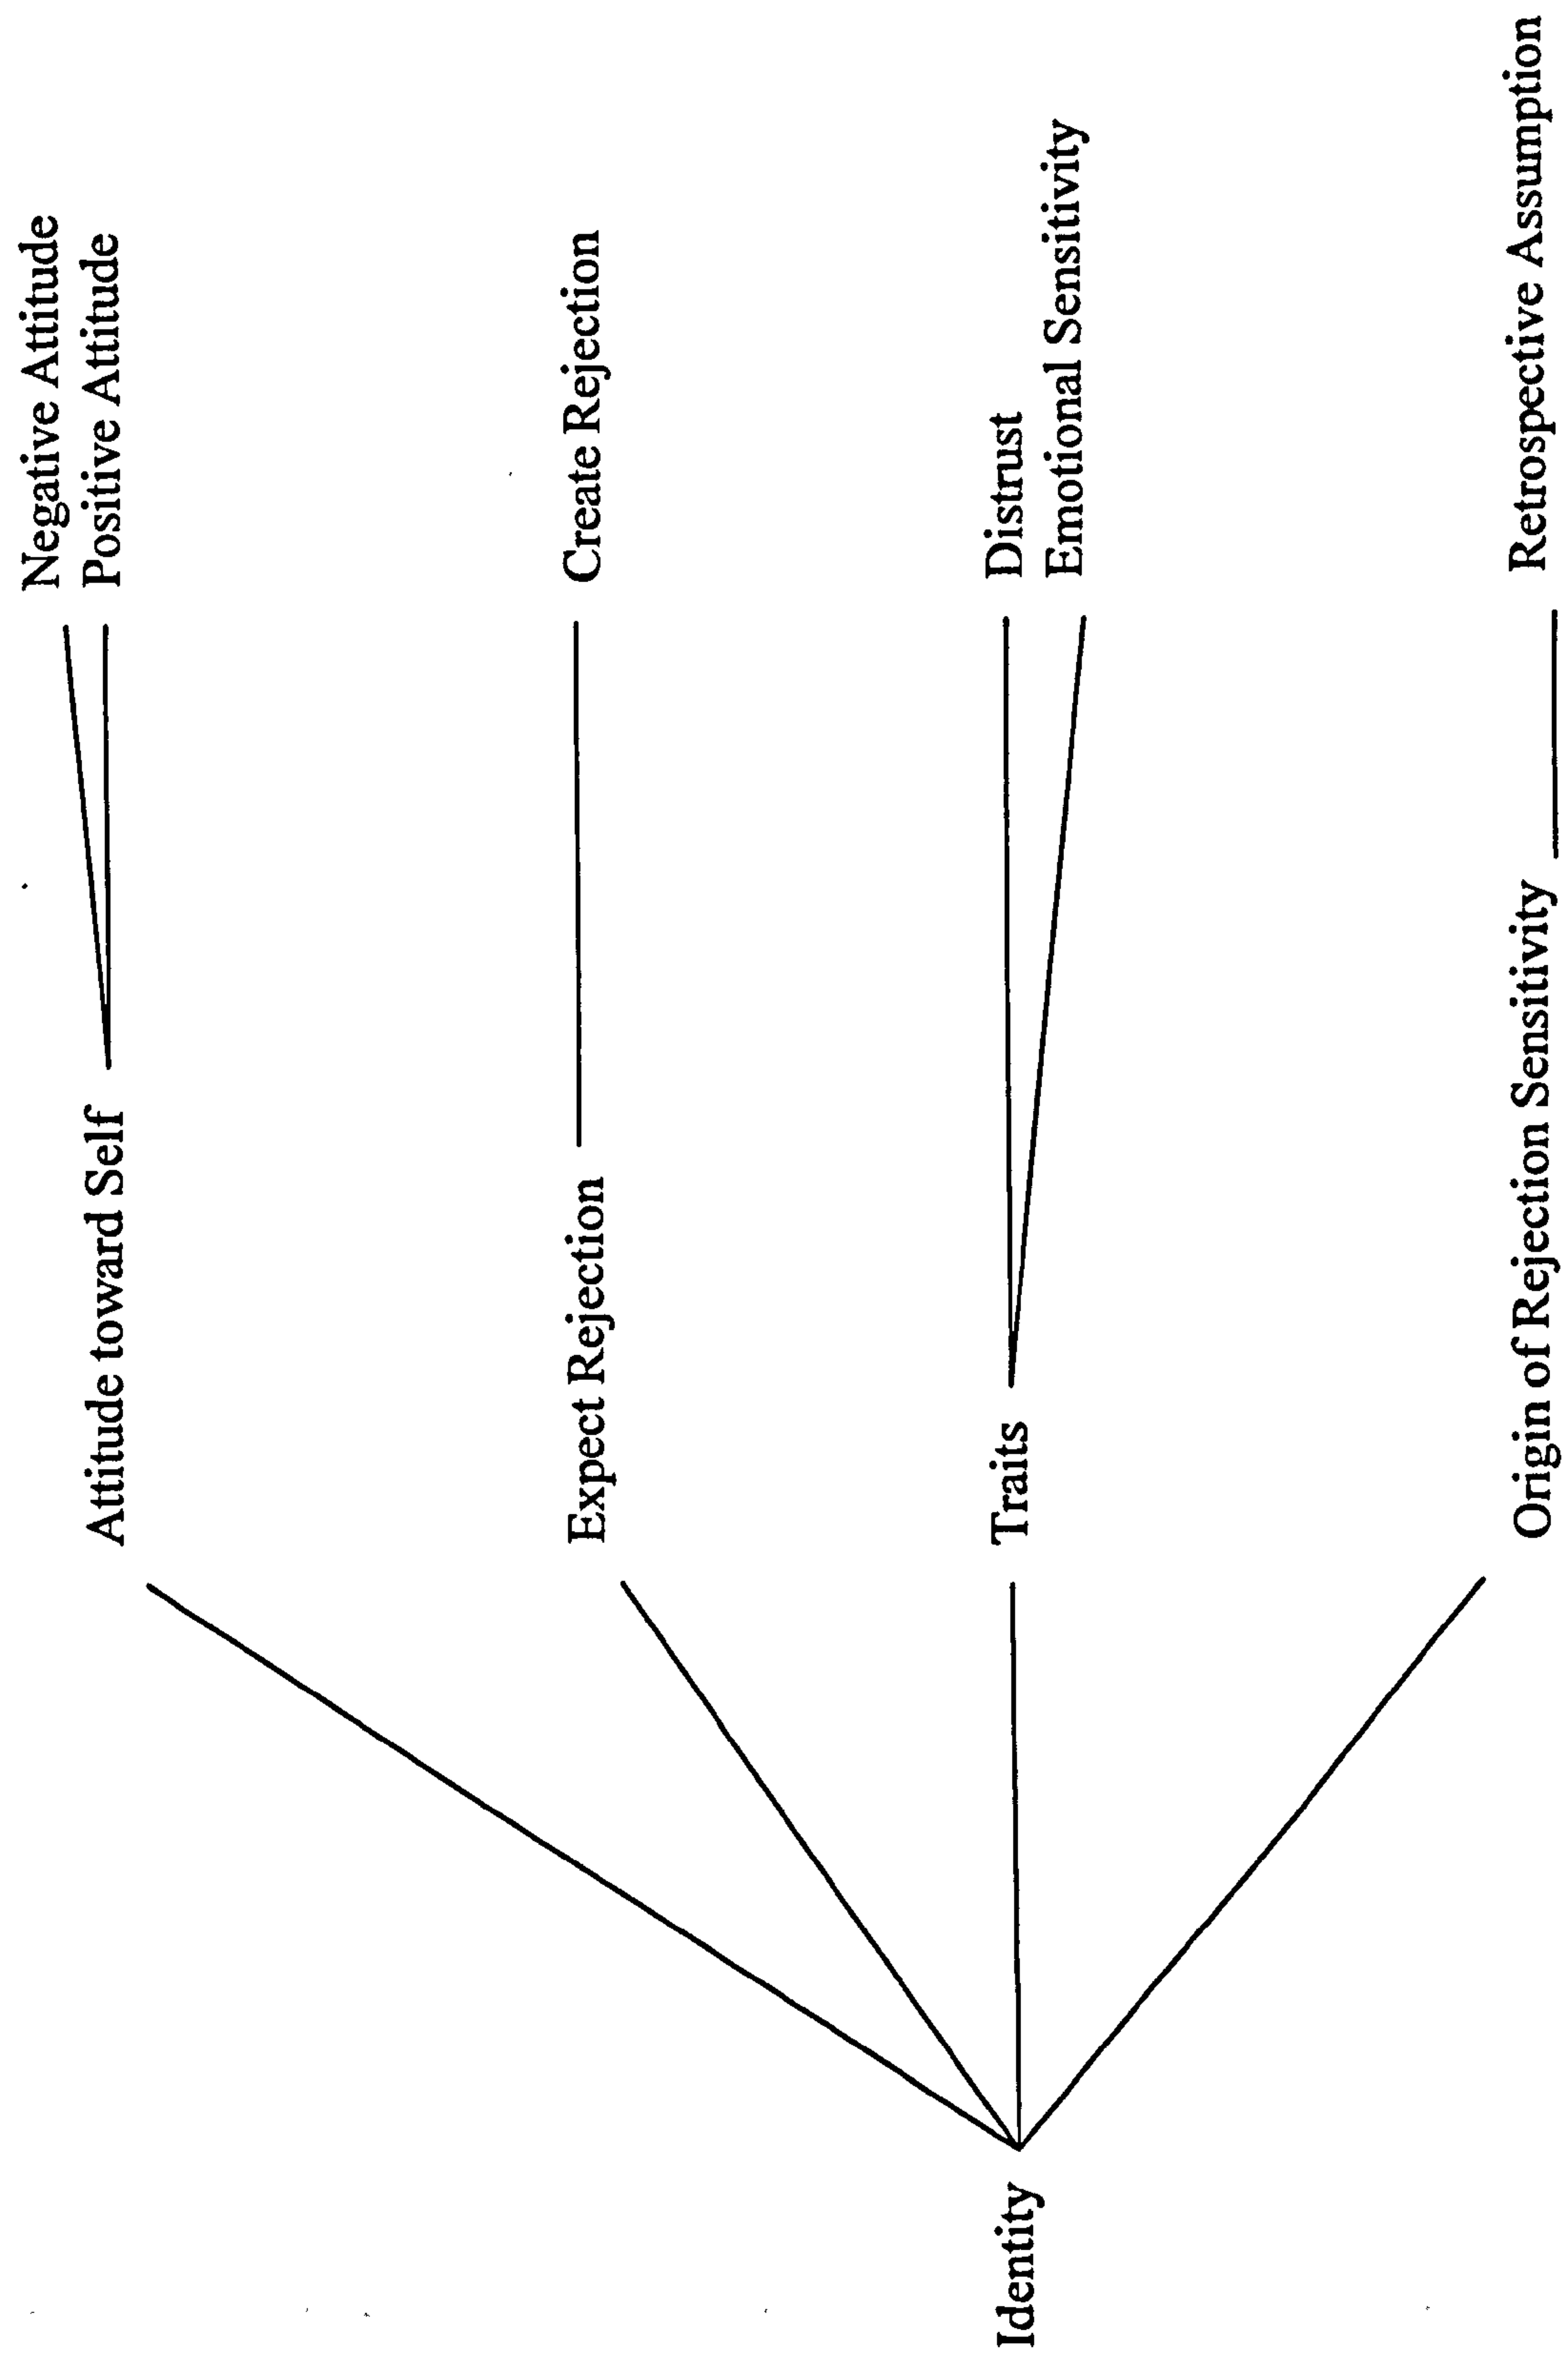 Identity
Attitude toward Self
Negative Attitude
Positive Attitude
Expect Rejection
Create Rejection
Traits
Distrust
Emotional Sensitivity
Origin of Rejection Sensitivity
Retrospective Assumption